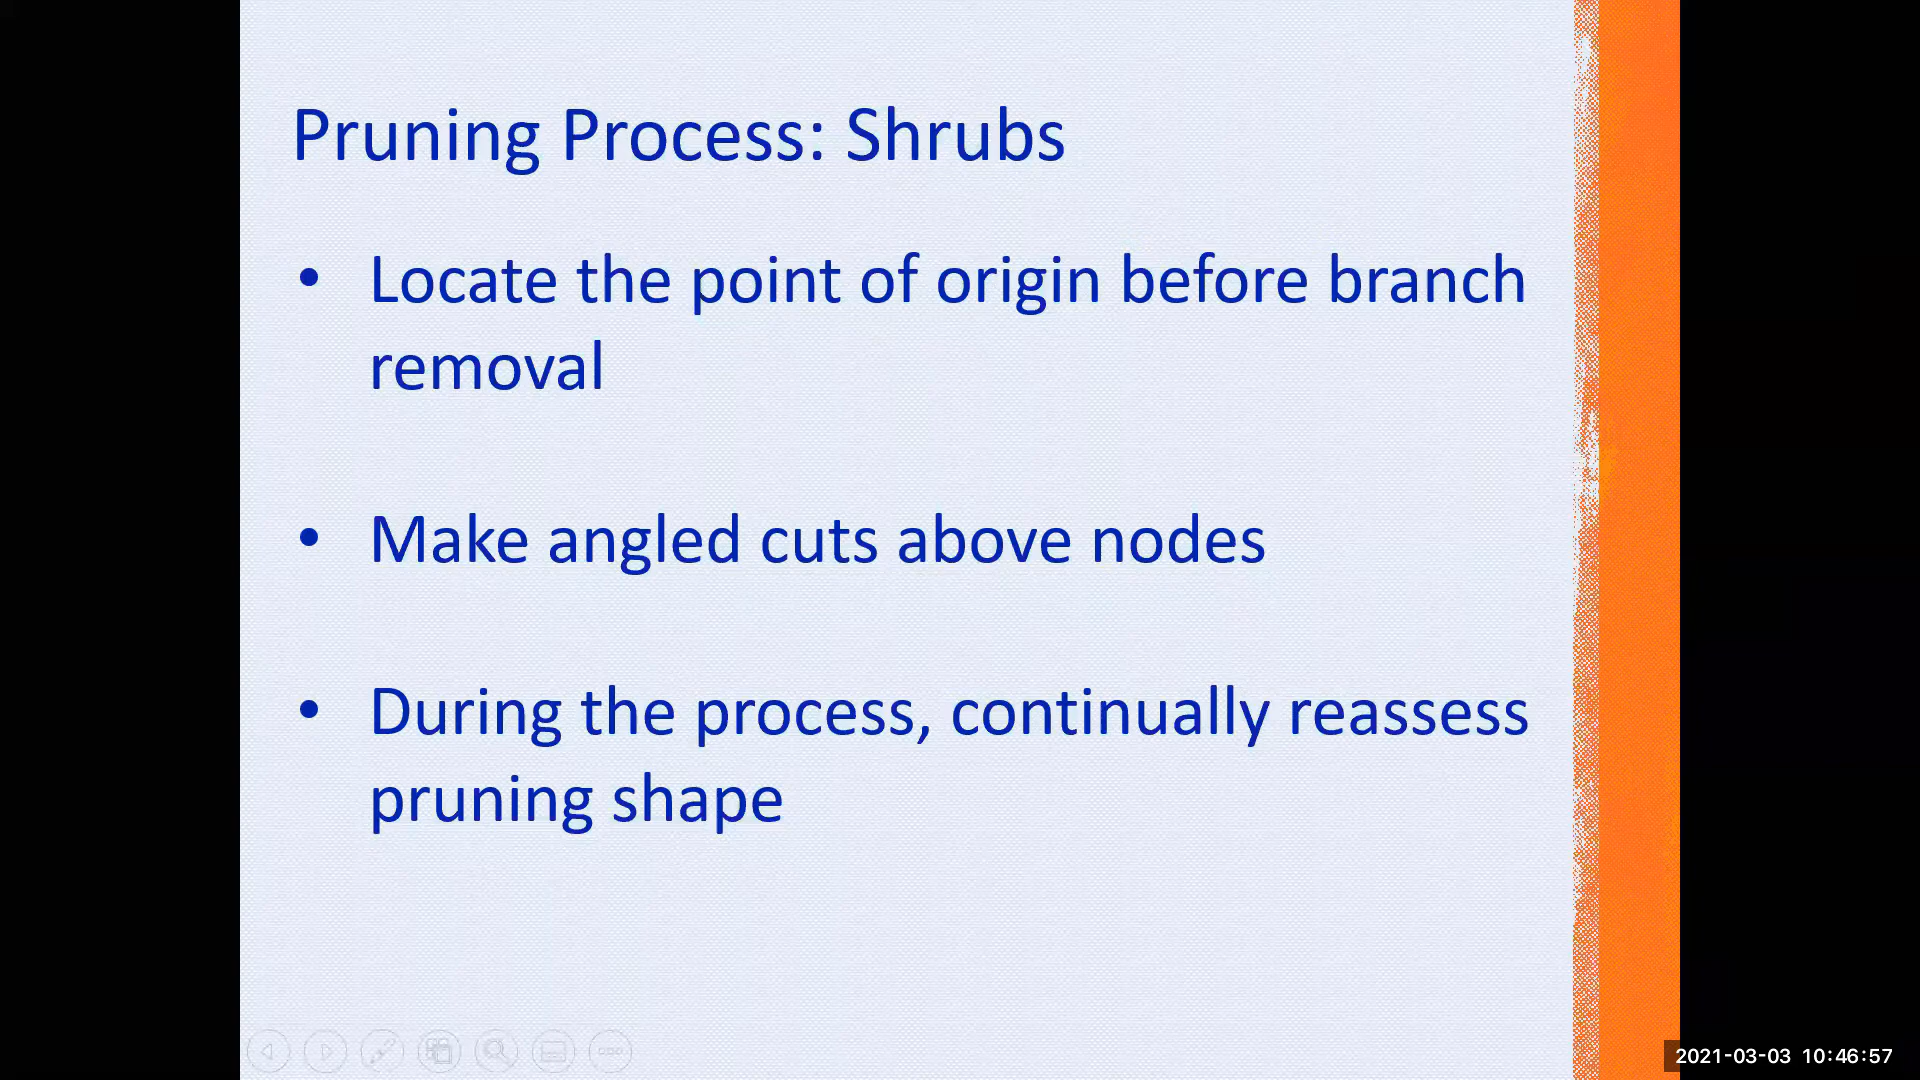 Pruning Process: Shrubs
• Locate the point of origin before branch
removal
• Make angled cuts above nodes
• During the process, continually reassess
pruning shape
2021-03-03 10:46:57